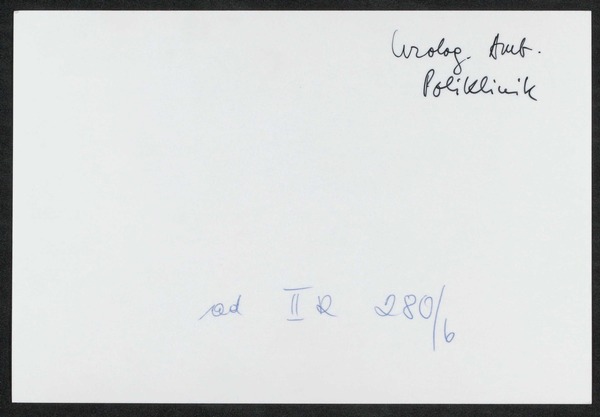 Urolog. Amb.
Poliklinik
ad II R 280/6